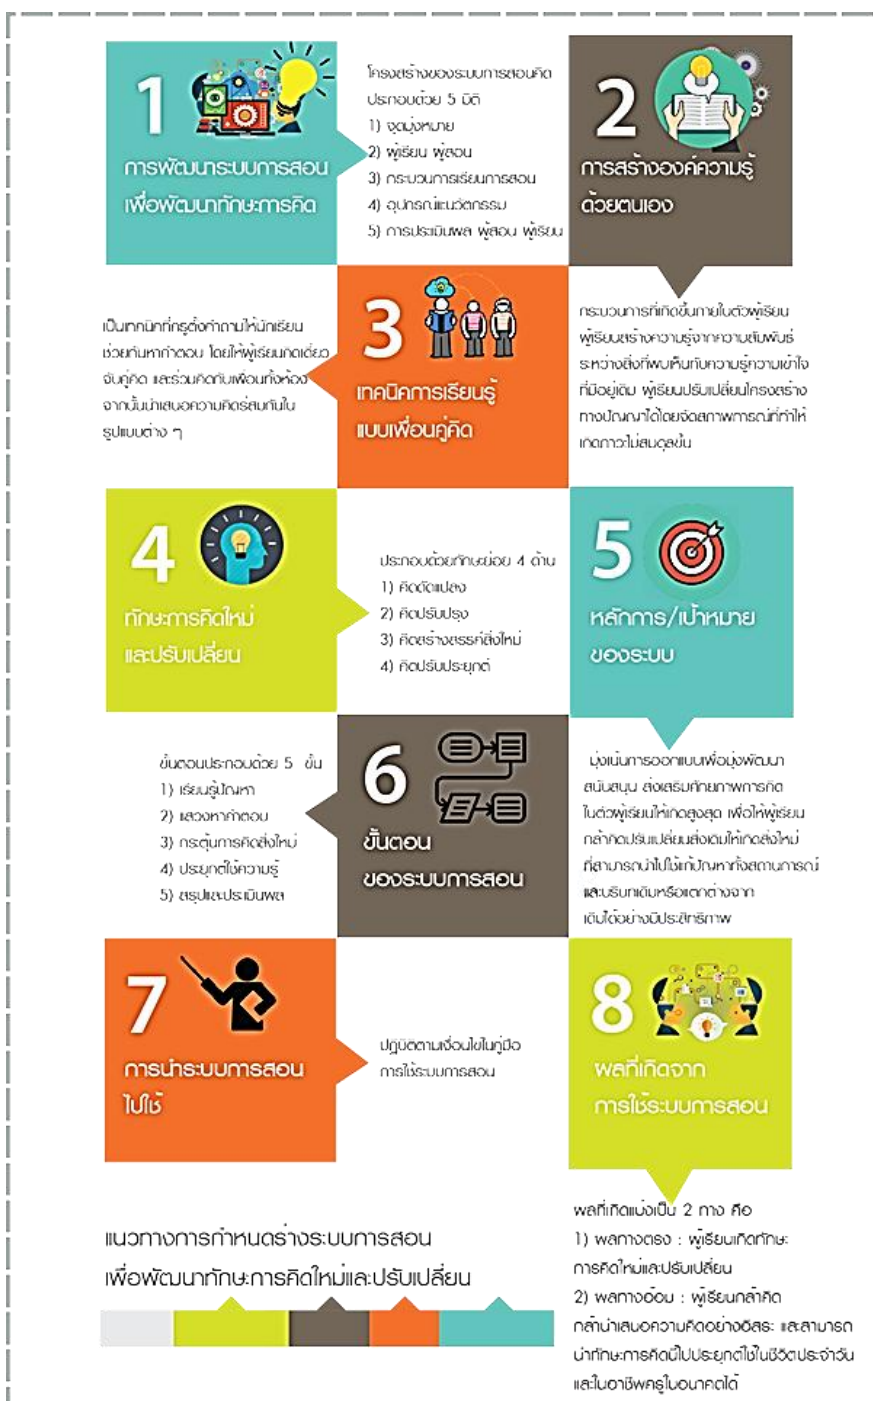 1
การพัฒนาระบบการสอน
เพื่อพัฒนาทักษะการคิด
โครงสร้างของระบบการสอนคิด
ประกอบด้วย 5 มิติ
1) จุดมุ่งหมาย
2) ผู้เรียน ผู้สอน
3) กระบวนการเรียนการสอน
4) อุปกรณ์แนวัตกรรม
5) การประเมินผล ผู้สอน ผู้เรียน
2
การสร้างองค์ความรู้
ด้วยตนเอง
กระบวนการที่เกิดขึ้นภายในตัวผู้เรียน
ผู้เรียนสร้างความรู้จากความสัมพันธ์
ระหว่างสิ่งที่พบเห็นกับความรู้ความเข้าใจ
ที่มีอยู่เดิม ผู้เรียนปรับเปลี่ยนโครงสร้าง
ทางปัญญาได้โดยจัดสภาพการณ์ที่ทำให้
เกิดภาวะไม่สมดุลขึ้น
3
เทคนิคการเรียนรู้
แบบเพื่อนคู่คิด
เป็นเทคนิคที่ครูตั้งคำถามให้นักเรียน
ช่วยค้นหาคำตอบ โดยให้ผู้เรียนคิดเดี่ยว
จับคู่คิด และร่วมคิดกับเพื่อนทั้งห้อง
จากนั้นนำเสนอความคิดร่สมกันใน
รูปแบบต่าง ๆ
4
ทักษะการคิดใหม่
และปรับเปลี่ยน
ประกอบด้วยทักษะย่อย 4 ด้าน
1) คิดดัดแปลง
2) คิดปรับปรุง
3) คิดสร้างสรรค์สิ่งใหม่
4) คิดปรับประยุกต์
5
หลักการ/เป้าหมาย
ของระบบ
มุ่งเน้นการออกแบบเพื่อมุ่งพัฒนา
สนับสนุน ส่งเสริมศักยภาพการคิด
ในตัวผู้เรียนให้เกิดสูงสุด เพื่อให้ผู้เรียน
กล้าคิดปรับเปลี่ยนสิ่งเดิมให้เกิดสิ่งใหม่
ที่สามารถนำไปใช้แก้ปัญหาทั้งสถานการณ์
และบริบทเดิมหรือแตกต่างจาก
เดิมได้อย่างมีประสิทธิภาพ
6
ขั้นตอน
ของระบบการสอน
ขั้นตอนประกอบด้วย 5 ขั้น
1) เรียนรู้ปัญหา
2) แสวงหาคำตอบ
3) กระตุ้นการคิดสิ่งใหม่
4) ประยุกต์ใช้ความรู้
5) สรุปและประเมินผล
7
การนำระบบการสอน
ไปใช้
ปฏิบัติตามเงื่อนไขในคู่มือ
การใช้ระบบการสอน
8
ผลที่เกิดจาก
การใช้ระบบการสอน
ผลที่เกิดแบ่งเป็น 2 ทาง คือ
1) ผลทางตรง : ผู้เรียนเกิดทักษะ
การคิดใหม่และปรับเปลี่ยน
2) ผลทางอ้อม : ผู้เรียนกล้าคิด
กล้านำเสนอความคิดอย่างอิสระ และสามารถ
นำทักษะการคิดนี้ไปประยุกต์ใช้ในชีวิตประจำวัน
และในอาชีพครูในอนาคตได้
แนวทางการกำหนดร่างระบบการสอน
เพื่อพัฒนาทักษะการคิดใหม่และปรับเปลี่ยน